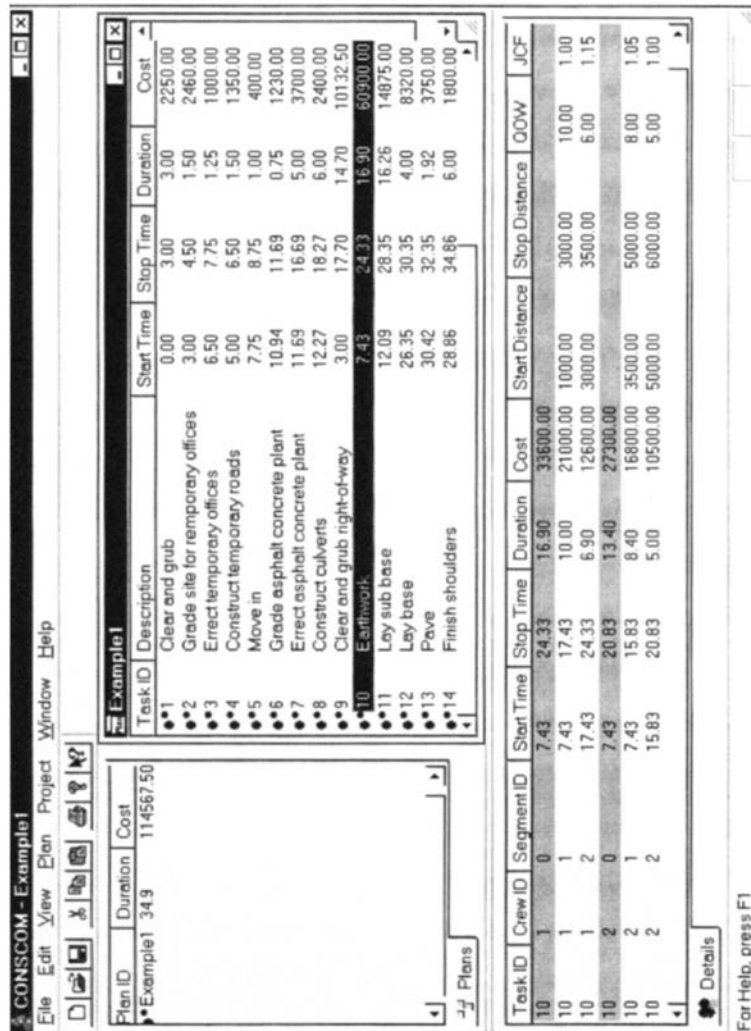 CONSCOM - Example1
File Edit View Plan Project Window Help
Plan ID Duration Cost
Example1 34.9 114567.50
Plans
Example1
Task ID Description Start Time Stop Time Duration Cost
1 Clear and grub 0.00 3.00 3.00 2250.00
2 Grade site for remporary offices 3.00 4.50 1.50 2460.00
3 Errect temporary offices 6.50 7.75 1.25 1000.00
4 Construct temporary roads 5.00 6.50 1.50 1350.00
5 Move in 7.75 8.75 1.00 400.00
6 Grade asphalt concrete plant 10.94 11.69 0.75 1230.00
7 Errect asphalt concrete plant 11.69 16.69 5.00 3700.00
8 Construct culverts 12.27 18.27 6.00 2400.00
9 Clear and grub right-of-way 3.00 17.70 14.70 10132.50
10 Earthwork 7.43 24.33 16.90 60900.00
11 Lay sub base 12.09 28.35 16.26 14875.00
12 Lay base 26.35 30.35 4.00 8320.00
13 Pave 30.42 32.35 1.92 3750.00
14 Finish shoulders 28.86 34.86 6.00 1800.00
Task ID Crew ID Segment ID Start Time Stop Time Duration Cost Start Distance Stop Distance QOW JCF
10 1 0 7.43 24.33 16.90 33600.00
10 1 1 7.43 17.43 10.00 21000.00 1000.00 3000.00 10.00 1.00
10 1 2 17.43 24.33 6.90 12600.00 3000.00 3500.00 6.00 1.15
10 2 0 7.43 20.83 13.40 27300.00
10 2 1 7.43 15.83 8.40 16800.00 3500.00 5000.00 8.00 1.05
10 2 2 15.83 20.83 5.00 10500.00 5000.00 6000.00 5.00 1.00
Details
For Help, press F1